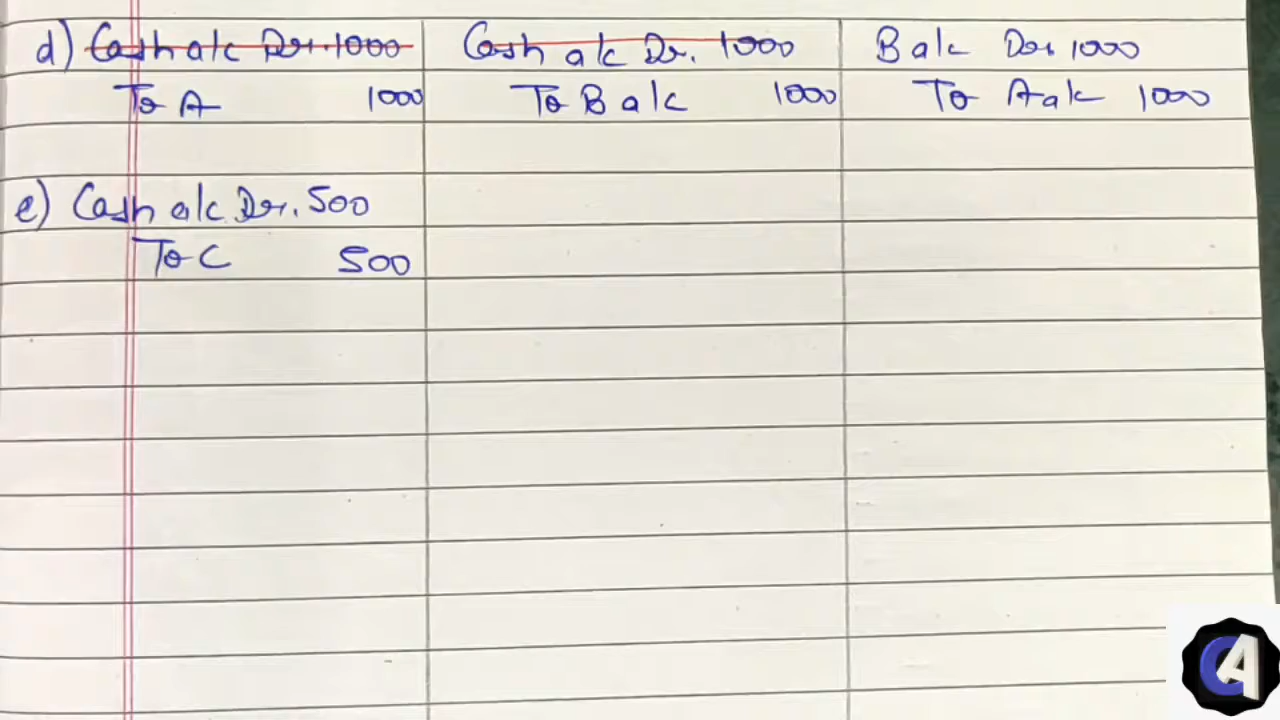 d) Cash a/c Dr. 1000 Cash a/c Dr. 1000 B a/c Dr. 1000
To A 1000 To B a/c 1000 To A a/c 1000
e) Cash a/c Dr. 500
To C 500
CA